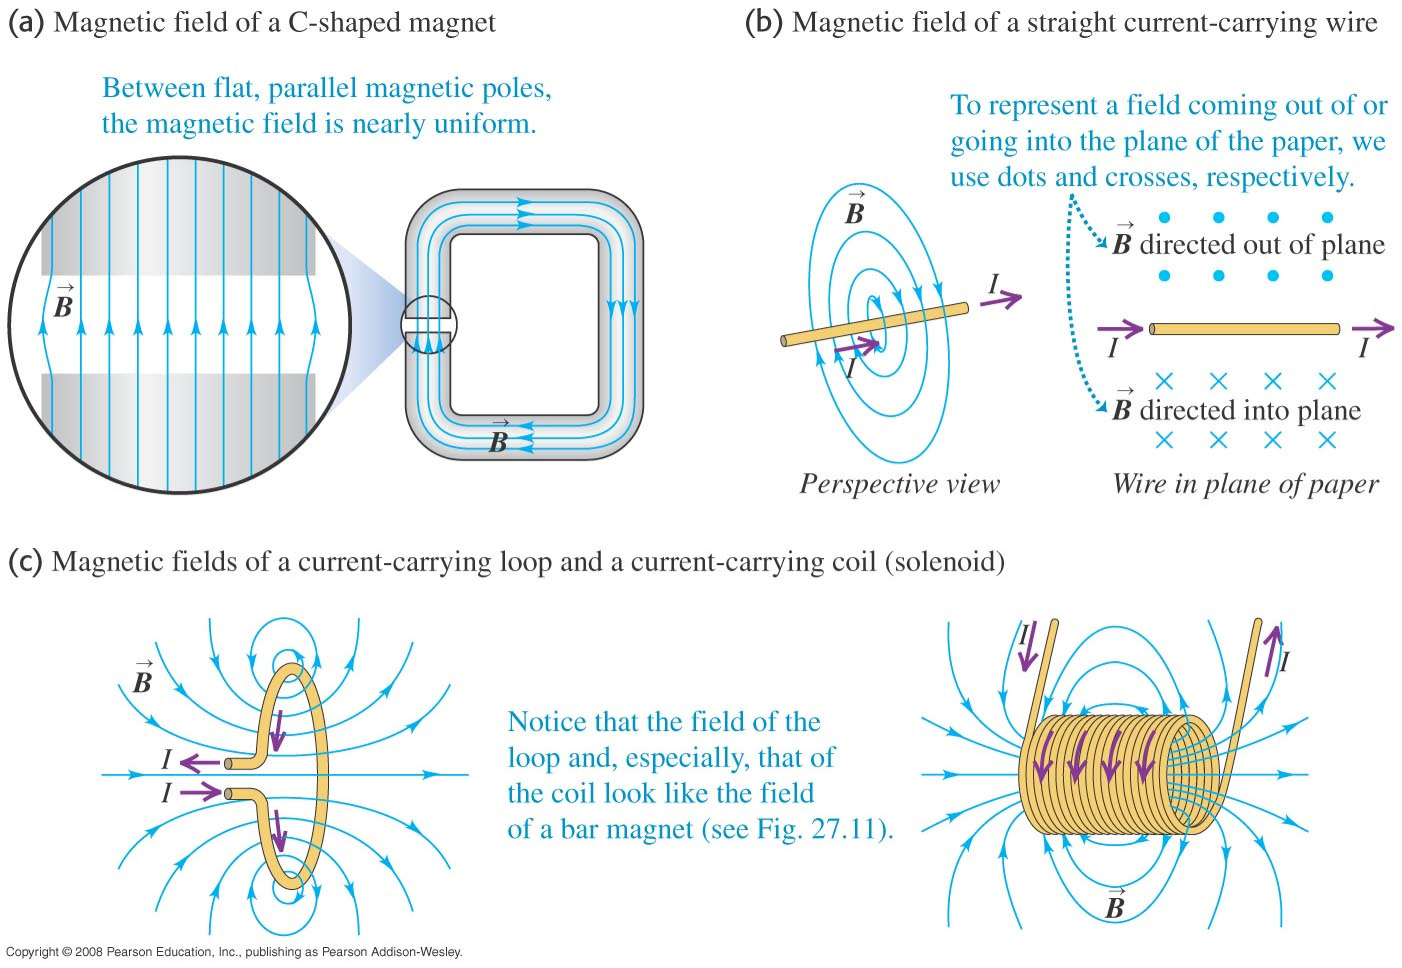 (a) Magnetic field of a C-shaped magnet
Between flat, parallel magnetic poles,
the magnetic field is nearly uniform.
B
B
(b) Magnetic field of a straight current-carrying wire
To represent a field coming out of or
going into the plane of the paper, we
use dots and crosses, respectively.
B
I
I
Perspective view
B directed out of plane
I
I
B directed into plane
Wire in plane of paper
(c) Magnetic fields of a current-carrying loop and a current-carrying coil (solenoid)
B
I
I
Notice that the field of the
loop and, especially, that of
the coil look like the field
of a bar magnet (see Fig. 27.11).
I
I
B
Copyright © 2008 Pearson Education, Inc., publishing as Pearson Addison-Wesley.